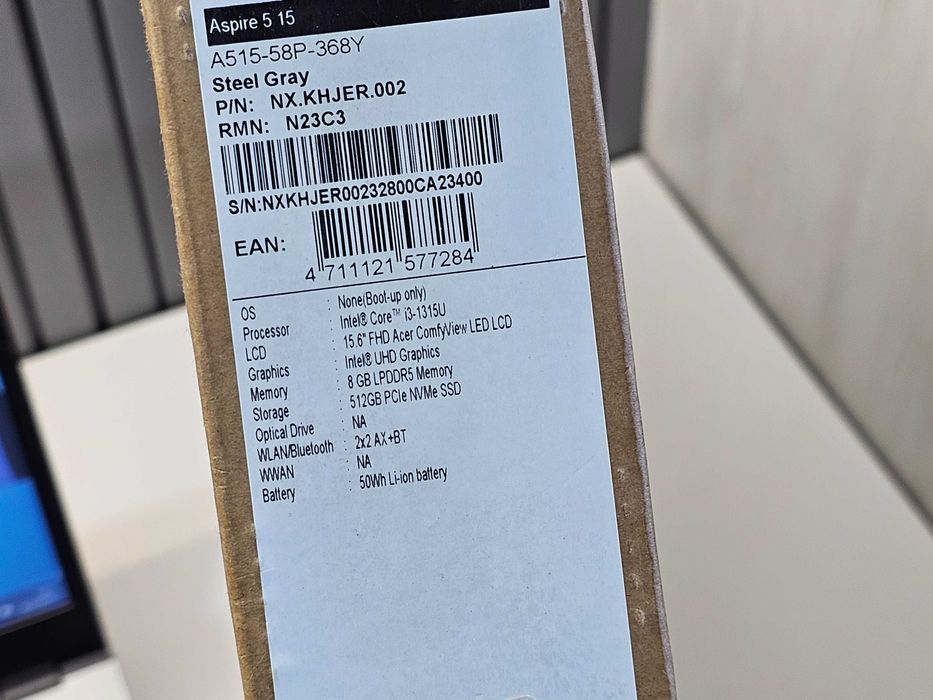 Aspire 5 15
A515-58P-368Y
Steel Gray
P/N: NX.KHJER.002
RMN: N23C3
S/N:NXKHJER00232800CA23400
EAN:
4 711121 577284
OS : None(Boot-up only)
Processor : Intel® Core™ i3-1315U
LCD : 15.6" FHD Acer ComfyView LED LCD
Graphics : Intel® UHD Graphics
Memory : 8 GB LPDDR5 Memory
Storage : 512GB PCIe NVMe SSD
Optical Drive : NA
WLAN/Bluetooth : 2x2 AX+BT
WWAN : NA
Battery : 50Wh Li-ion battery